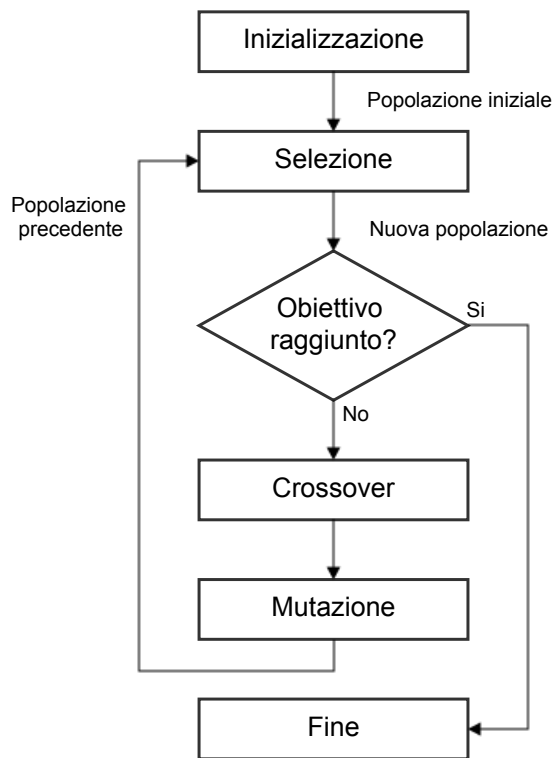 Inizializzazione
Popolazione iniziale
Selezione
Popolazione
precedente
Nuova popolazione
Obiettivo
raggiunto?
Si
No
Crossover
Mutazione
Fine